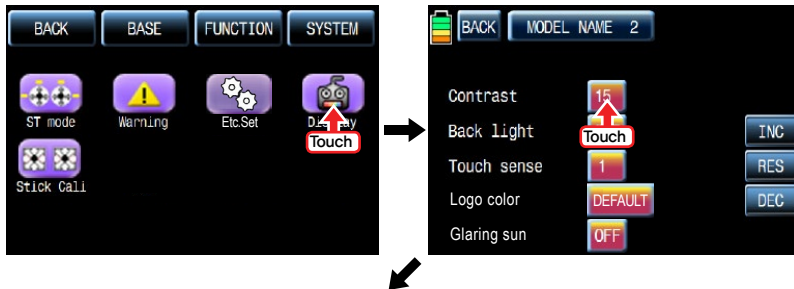 BACK BASE FUNCTION SYSTEM
ST mode Warning Etc.Set Display
Touch
Stick Cali
BACK MODEL NAME 2
Contrast 15
Back light INC
Touch
Touch sense 1 RES
Logo color DEFAULT DEC
Glaring sun OFF